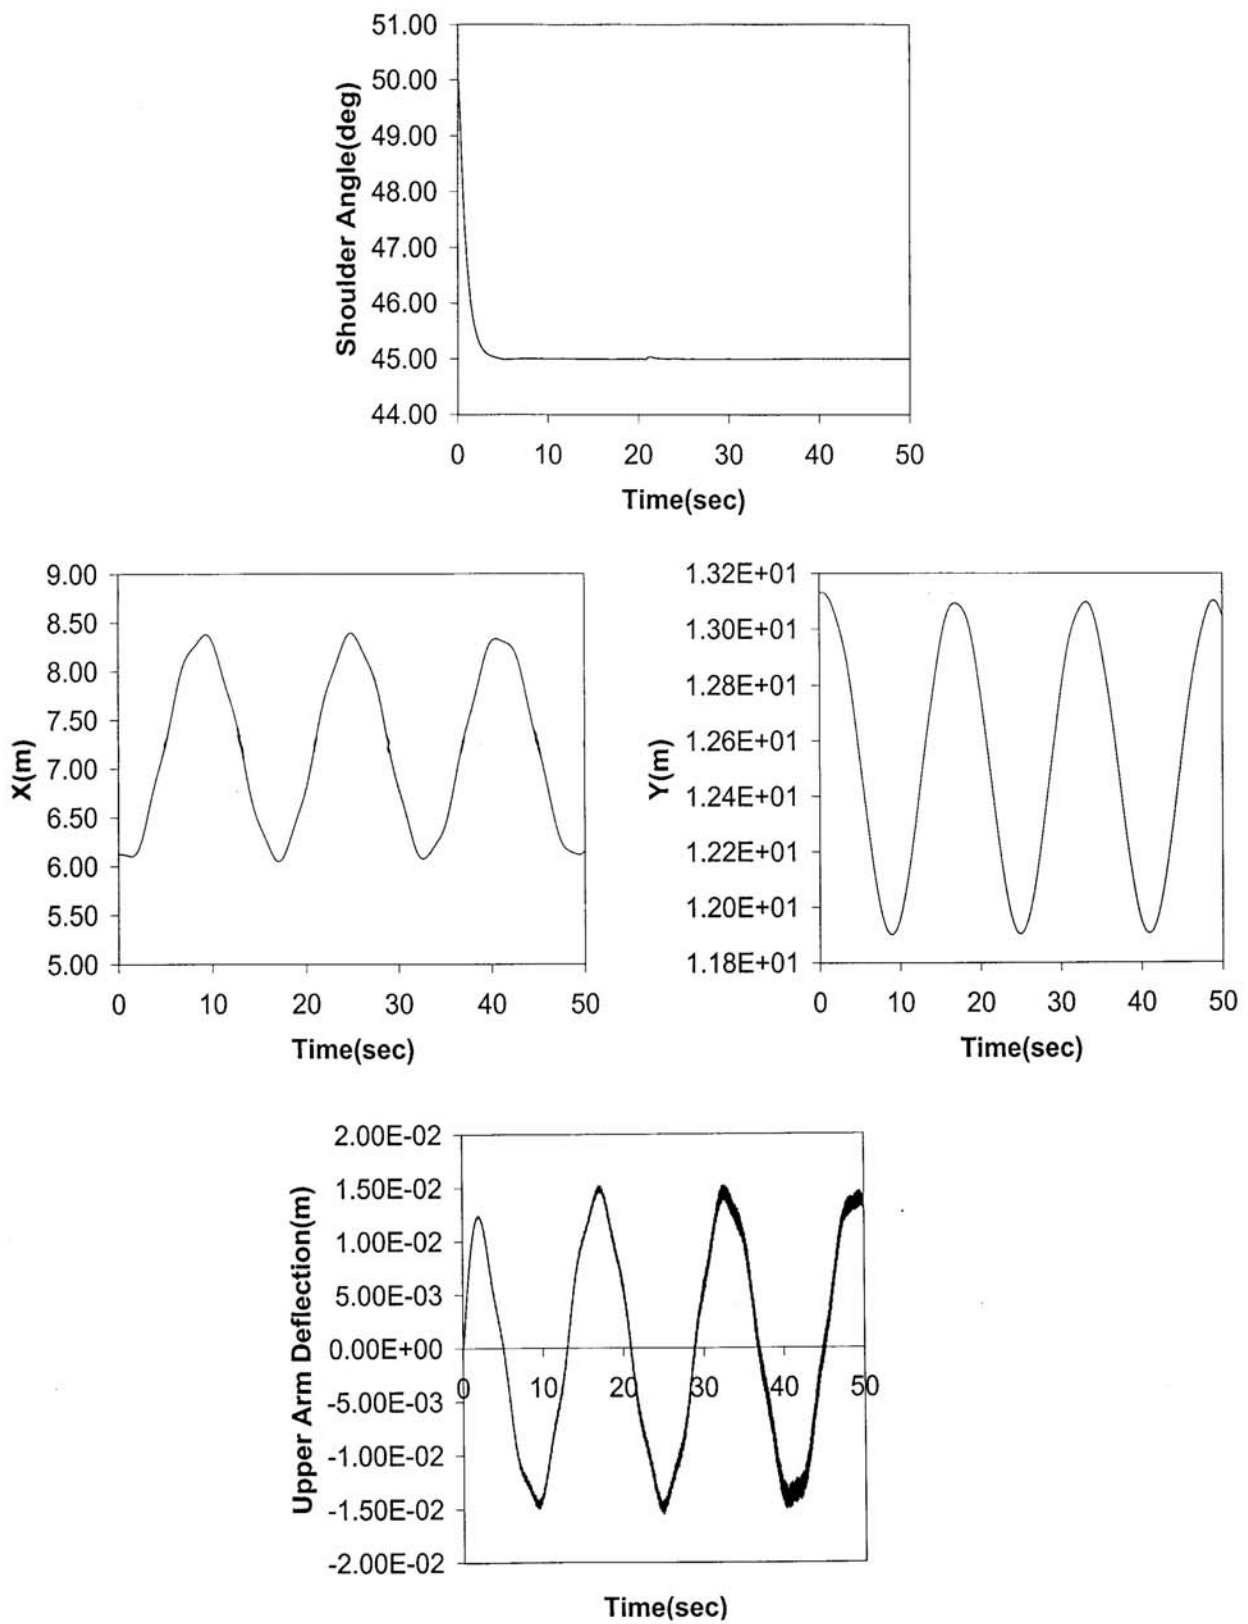 51.00
50.00
49.00
48.00
47.00
46.00
45.00
44.00
Shoulder Angle(deg)
0 10 20 30 40 50
Time(sec)
9.00
8.50
8.00
7.50
7.00
6.50
6.00
5.50
5.00
X(m)
0 10 20 30 40 50
Time(sec)
1.32E+01
1.30E+01
1.28E+01
1.26E+01
1.24E+01
1.22E+01
1.20E+01
1.18E+01
Y(m)
0 10 20 30 40 50
Time(sec)
2.00E-02
1.50E-02
1.00E-02
5.00E-03
0.00E+00
-5.00E-03
-1.00E-02
-1.50E-02
-2.00E-02
Upper Arm Deflection(m)
0 10 20 30 40 50
Time(sec)